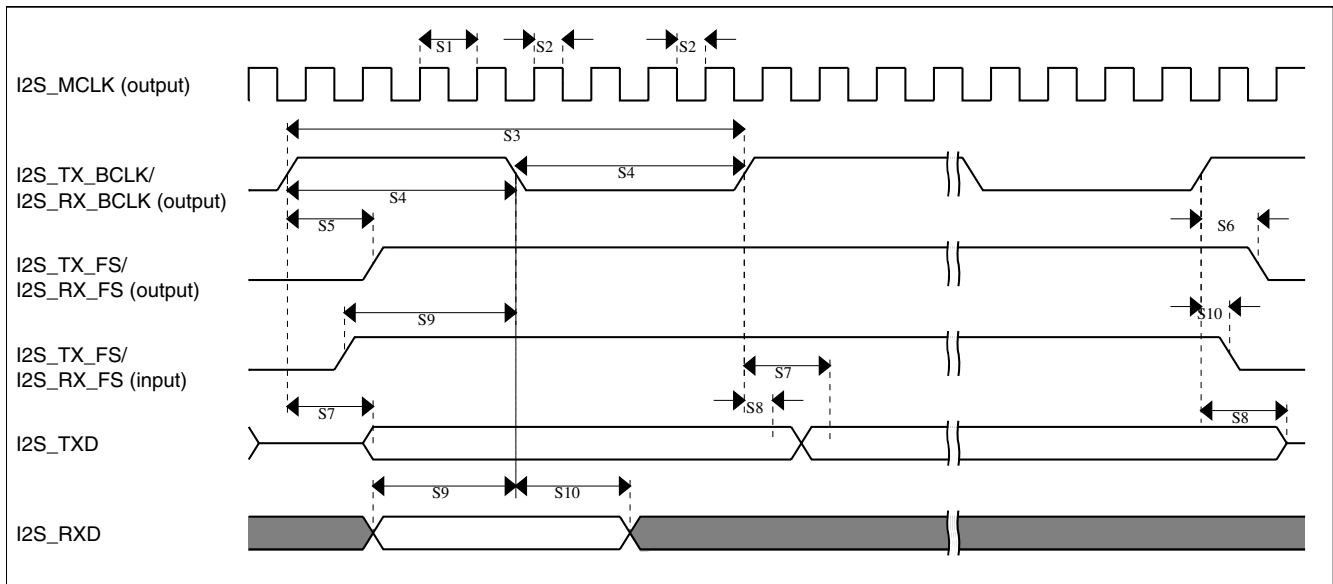 S1
S2
S2
I2S_MCLK (output)
S3
I2S_TX_BCLK/
I2S_RX_BCLK (output)
S4
S4
S5
S6
I2S_TX_FS/
I2S_RX_FS (output)
S9
S10
I2S_TX_FS/
I2S_RX_FS (input)
S7
S7
S8
S8
I2S_TXD
S9
S10
I2S_RXD